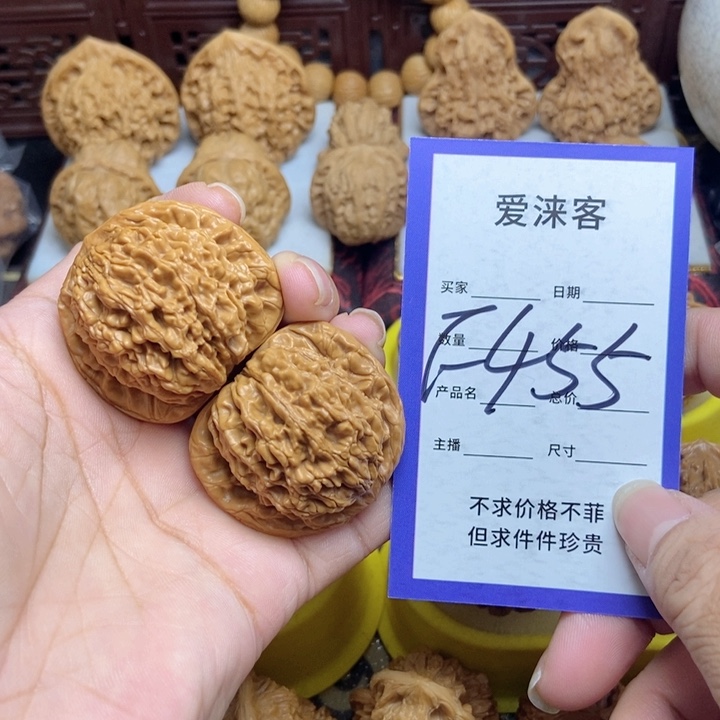 爱涞客
买家 日期
数量 价格
F455
产品名 总价
主播 尺寸
不求价格不菲
但求件件珍贵